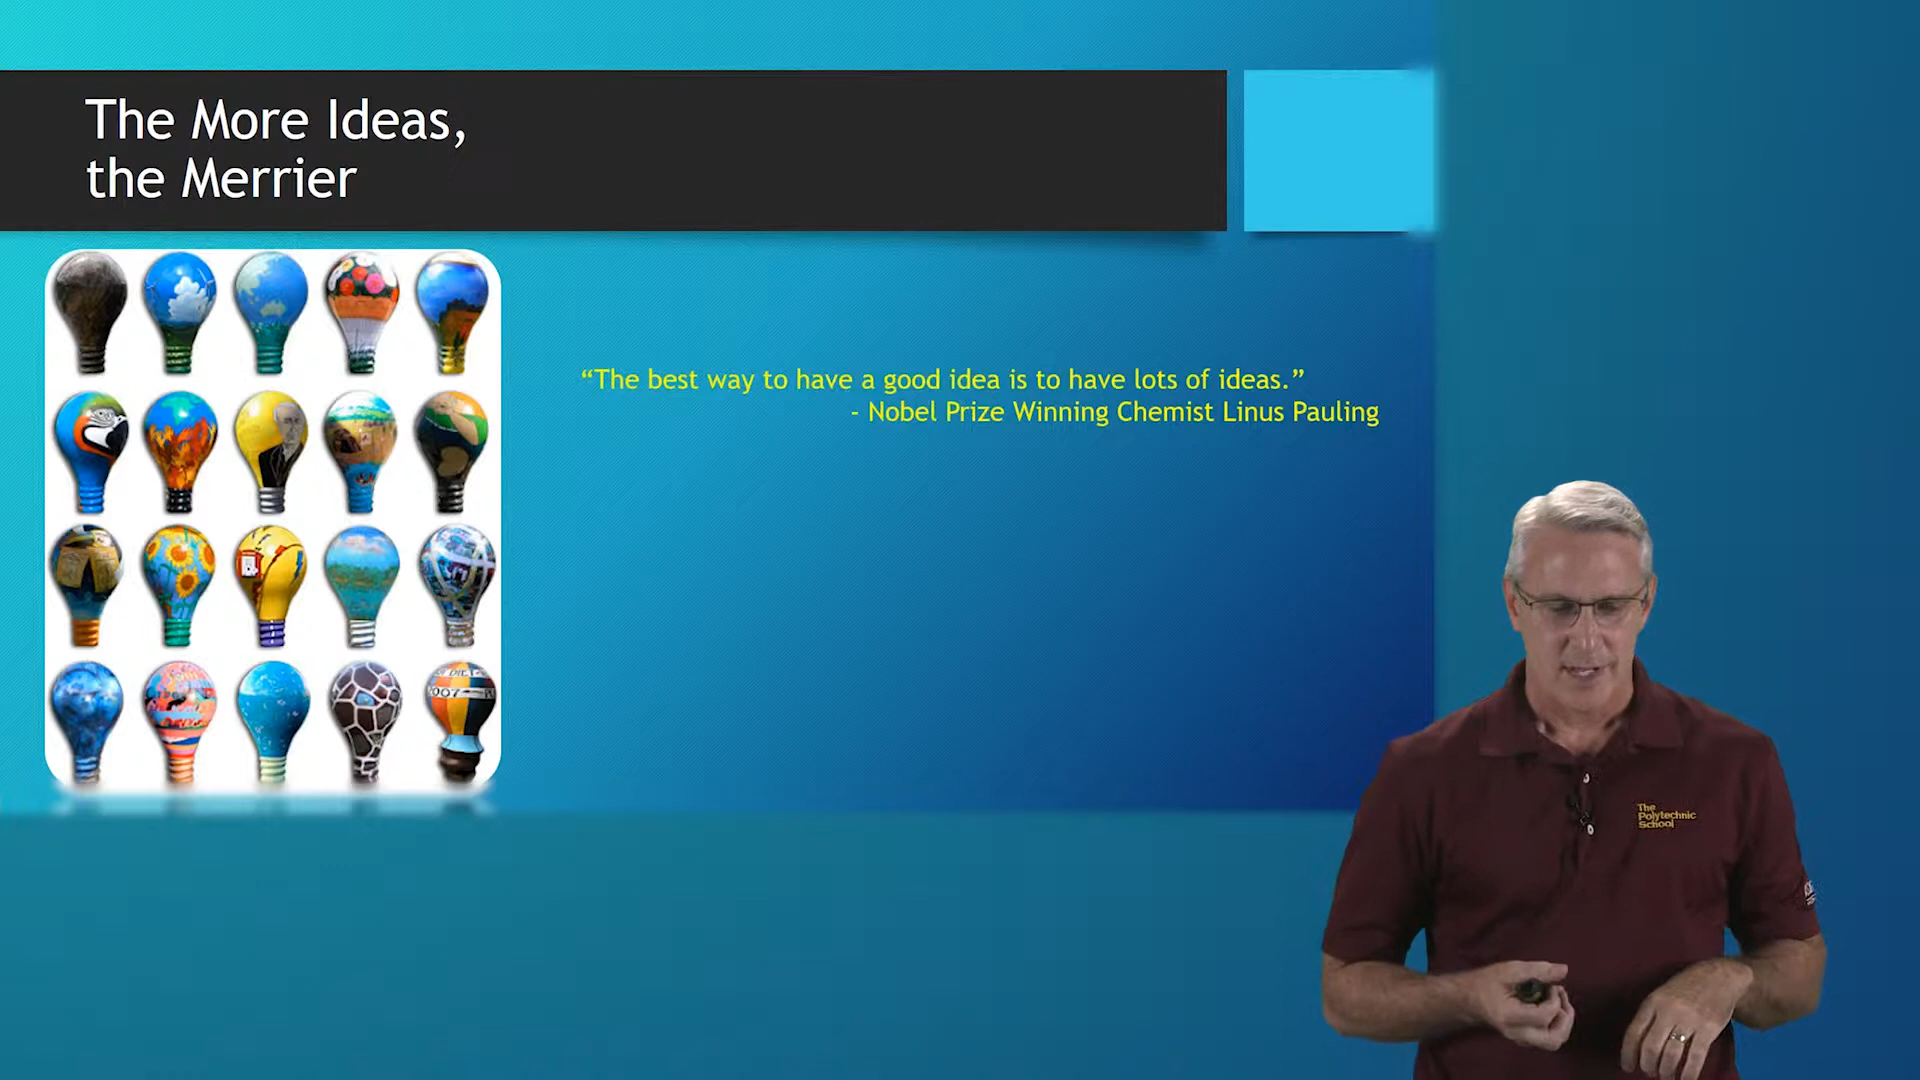 The More Ideas,
the Merrier
“The best way to have a good idea is to have lots of ideas.”
- Nobel Prize Winning Chemist Linus Pauling
2007
The
Polytechnic
School